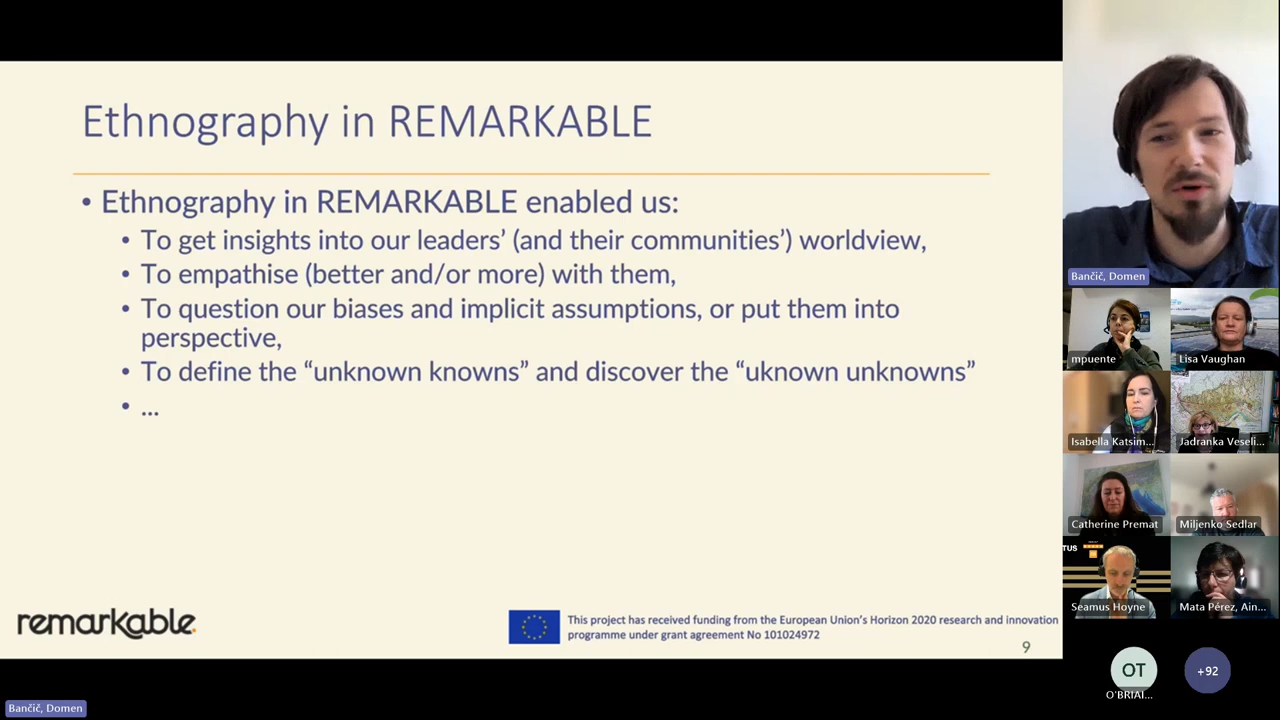 Ethnography in REMARKABLE
• Ethnography in REMARKABLE enabled us:
• To get insights into our leaders’ (and their communities’) worldview,
• To empathise (better and/or more) with them,
• To question our biases and implicit assumptions, or put them into
perspective,
• To define the “unknown knowns” and discover the “uknown unknowns”
• ...
remarkable.
This project has received funding from the European Union’s Horizon 2020 research and innovation
programme under grant agreement No 101024972
9
Bančič, Domen
Bančič, Domen
mpuente
Lisa Vaughan
Isabella Katsim...
Jadranka Veseli...
Catherine Premat
Miljenko Sedlar
TUS
Seamus Hoyne
Mata Pérez, Ain...
OT
O'BRIAI...
+92